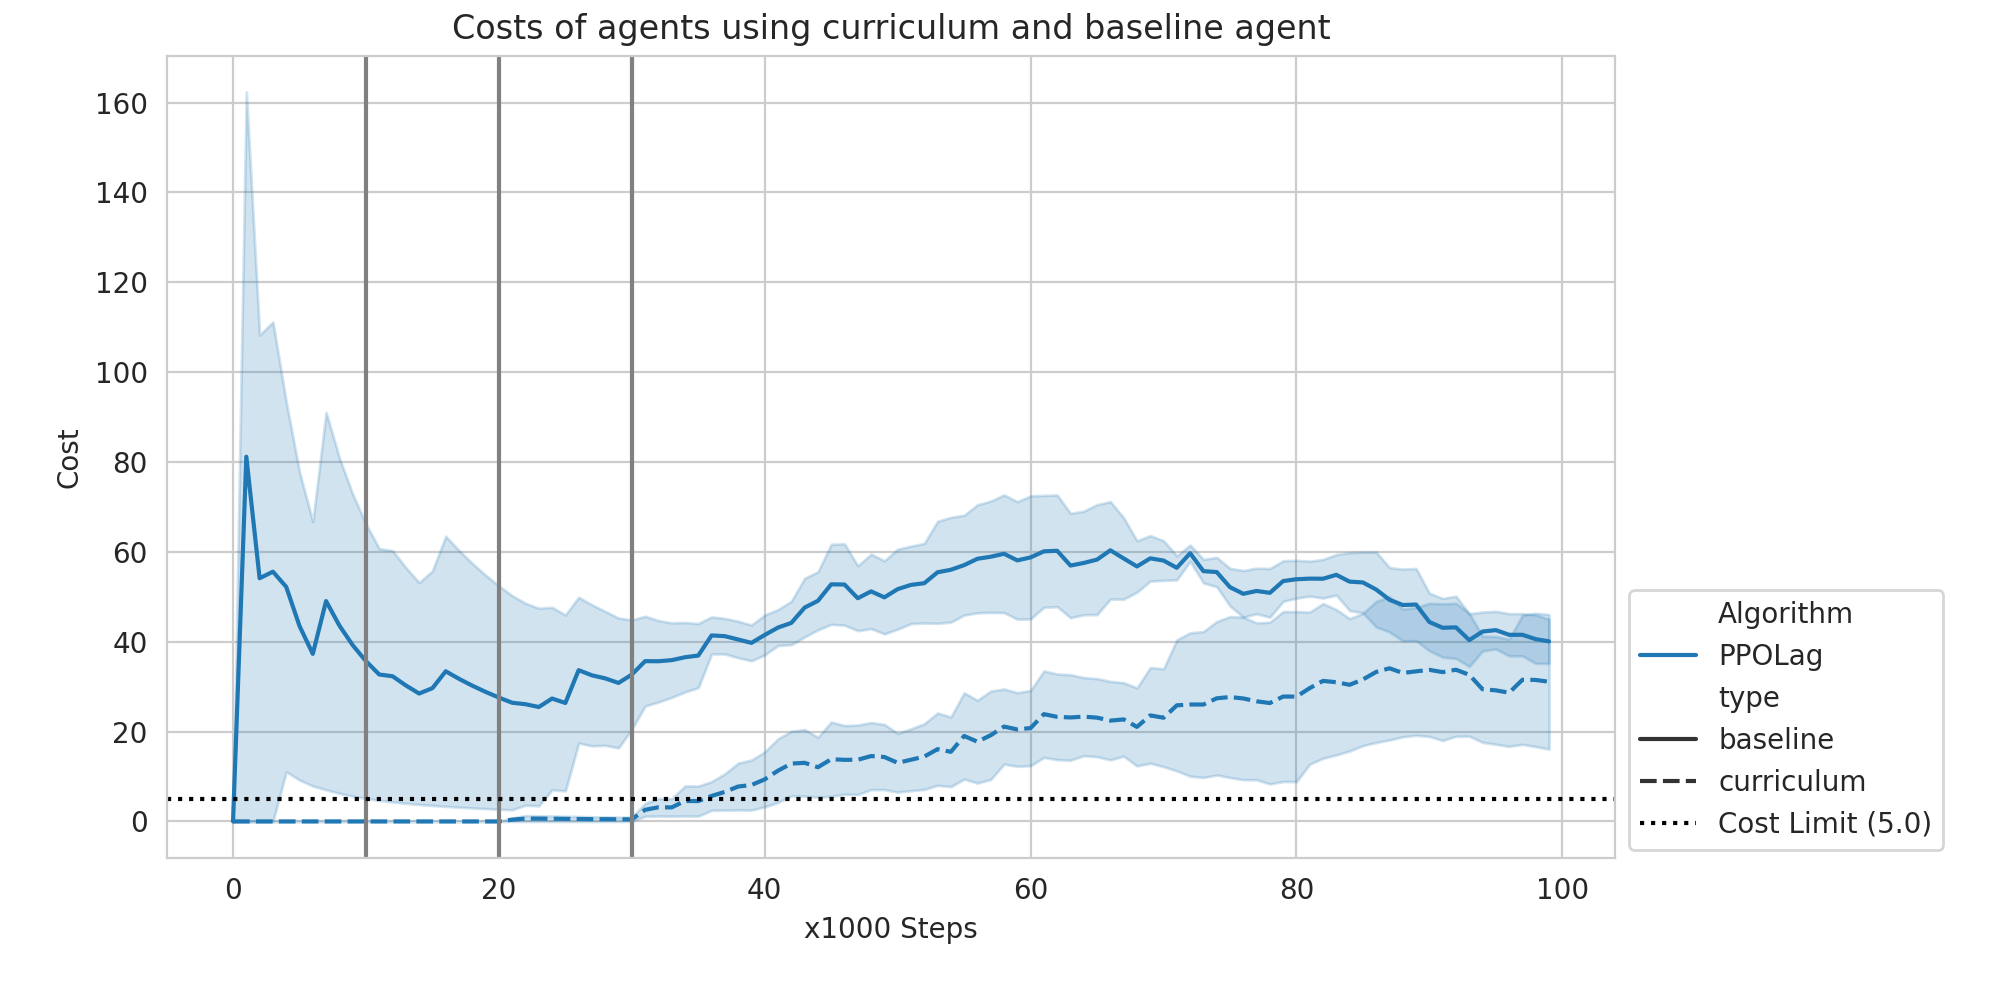 Costs of agents using curriculum and baseline agent
160
140
120
100
80
60
40
20
0
Cost
0 20 40 60 80 100
x1000 Steps
Algorithm
PPOLag
type
baseline
curriculum
Cost Limit (5.0)